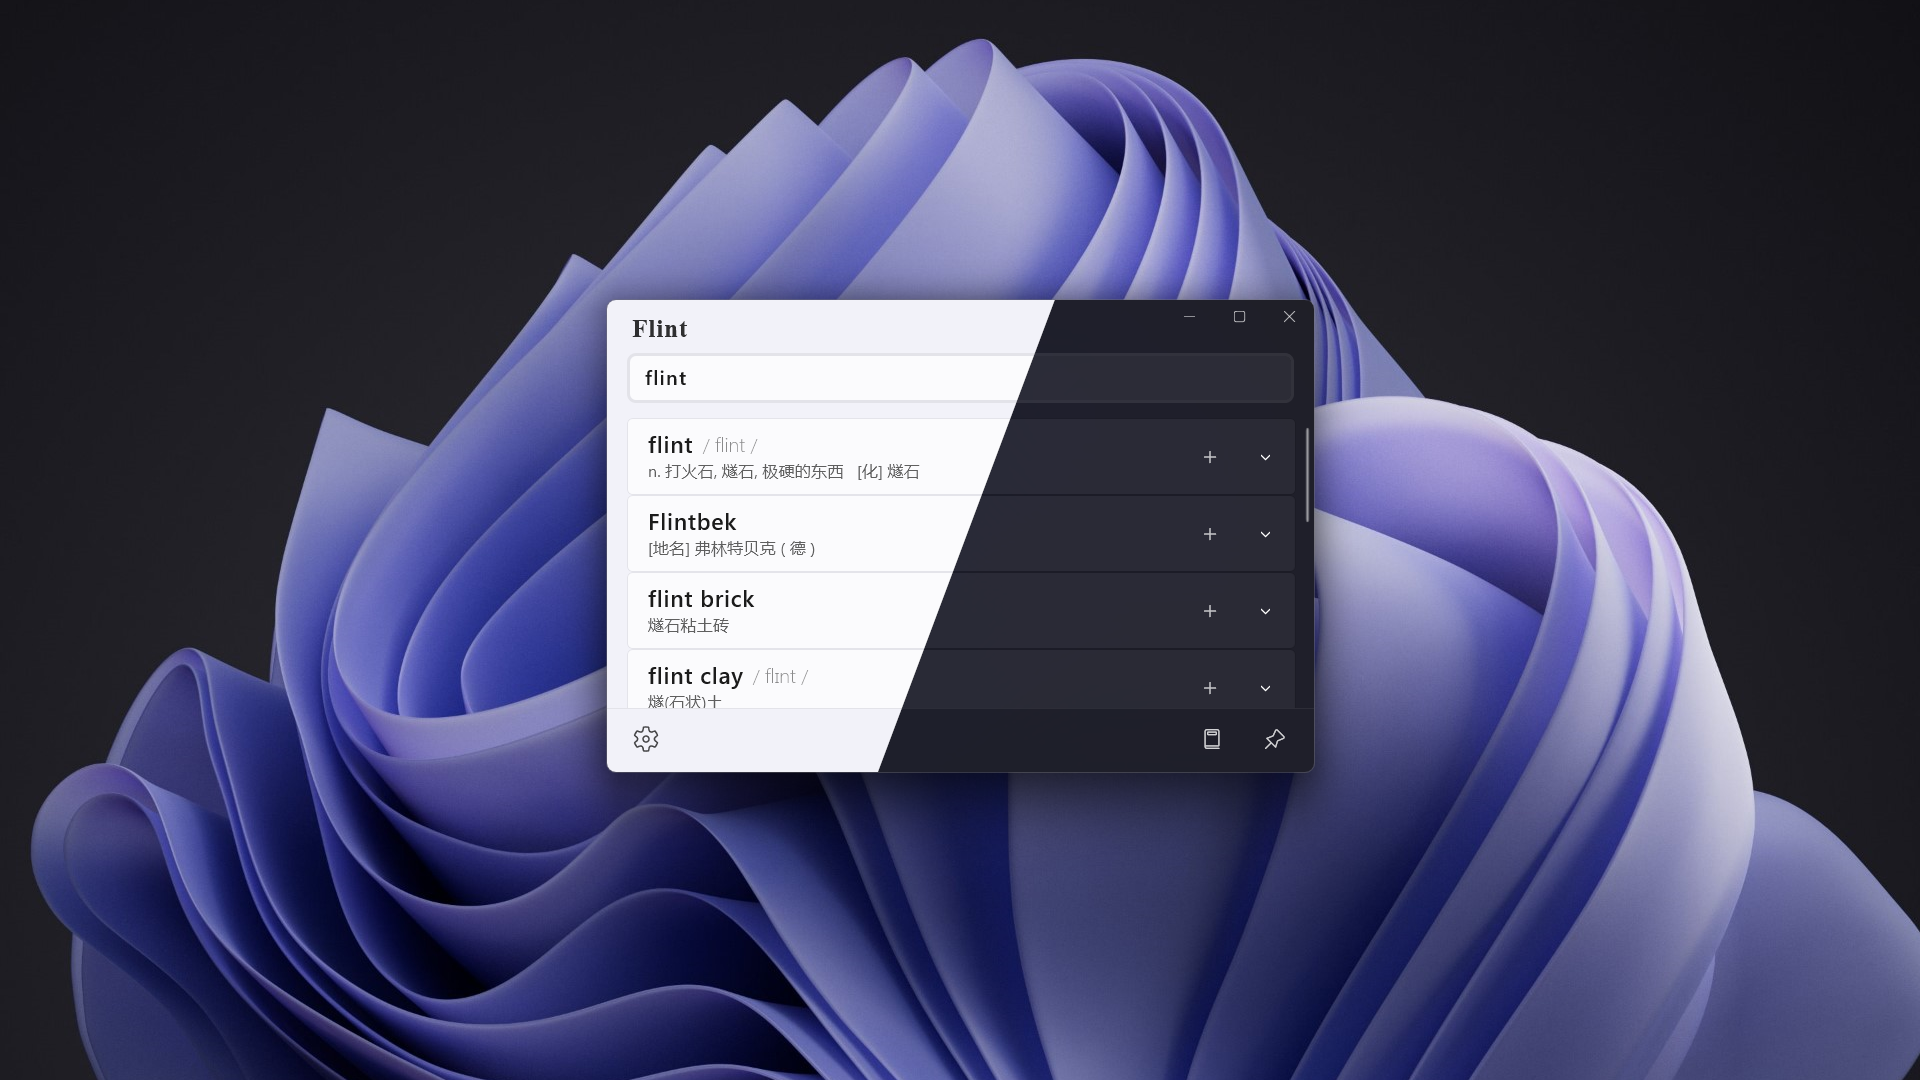 Flint
flint
flint / flint /
n. 打火石, 燧石, 极硬的东西 [化] 燧石
Flintbek
[地名] 弗林特贝克 ( 德 )
flint brick
燧石粘土砖
flint clay / flɪnt /
燧(石状)土